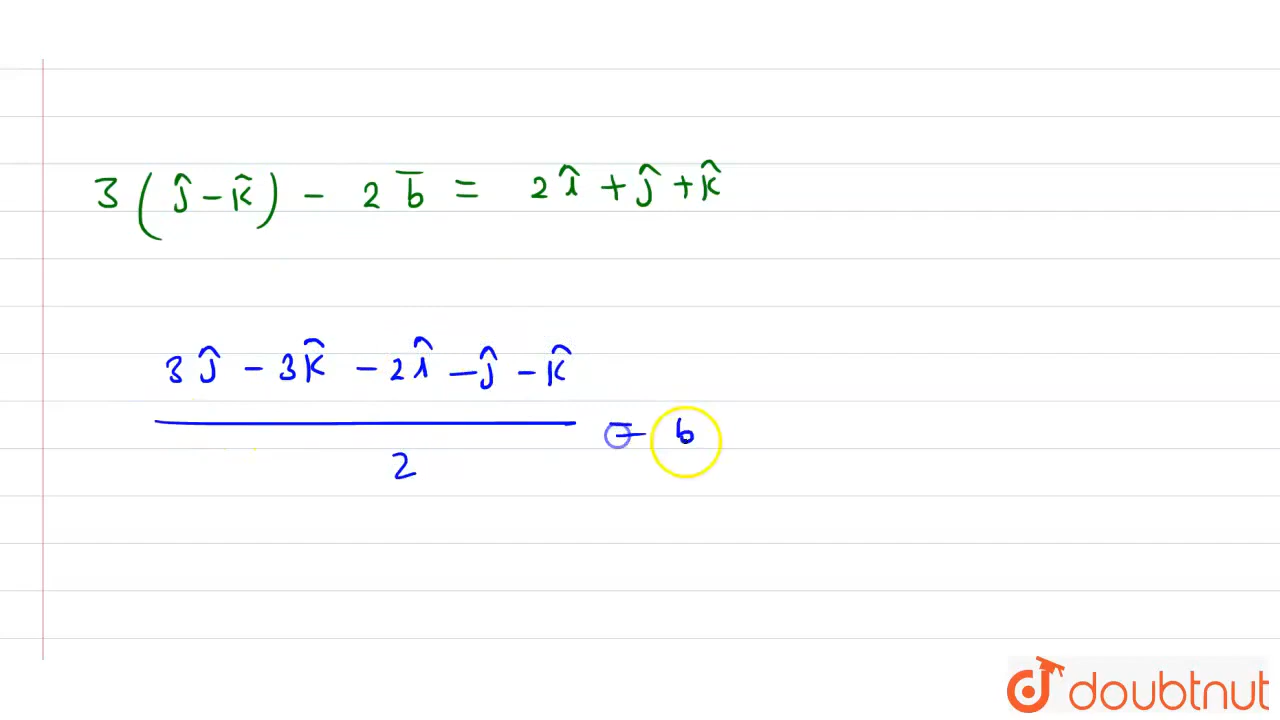 3 ( ĵ - k̂ ) - 2 b̅ = 2 î + ĵ + k̂
3 ĵ - 3 k̂ - 2 î - ĵ - k̂
= b
2
doubtnut